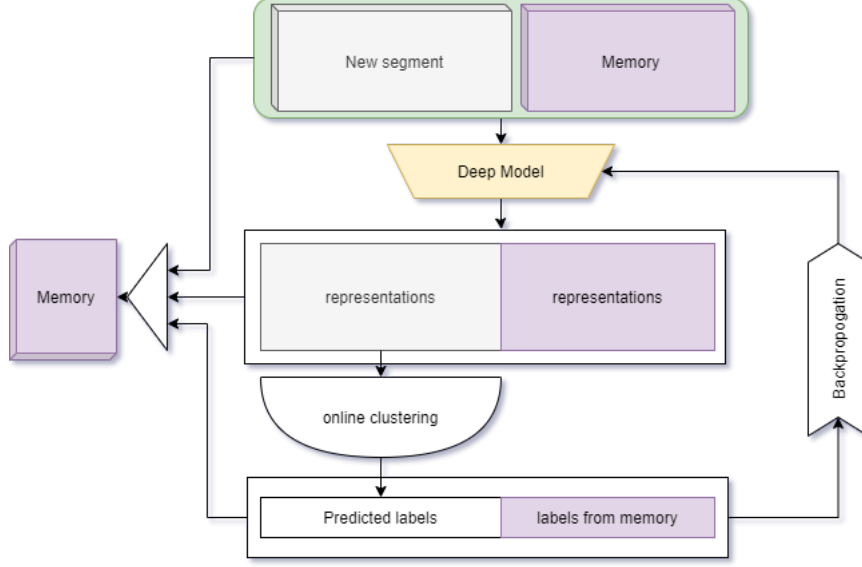 New segment
Memory
Deep Model
Memory
representations
representations
Backpropogation
online clustering
Predicted labels
labels from memory